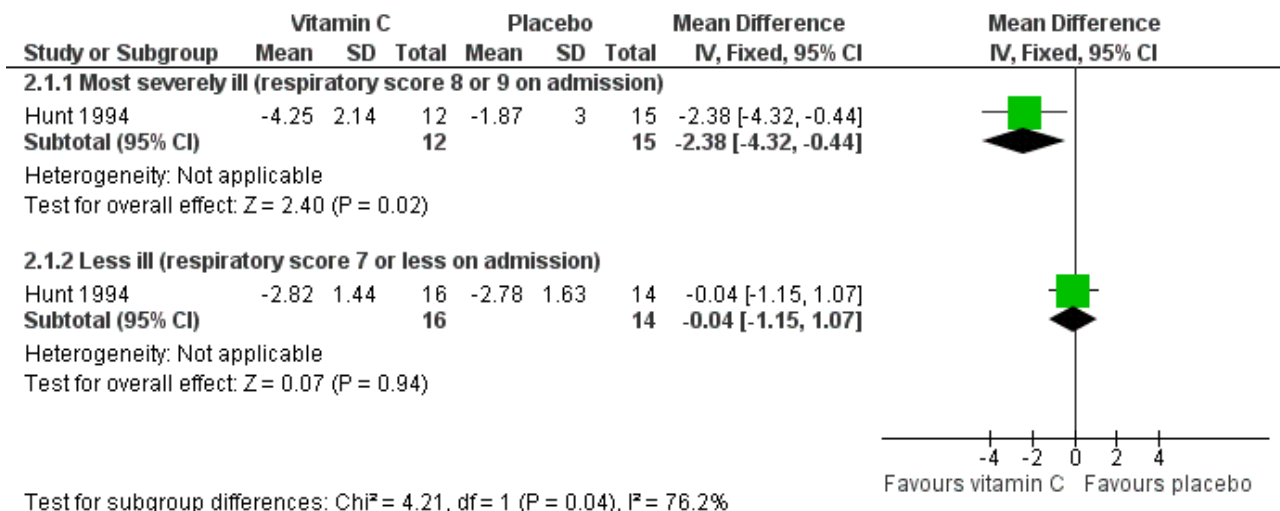 Vitamin C Placebo Mean Difference Mean Difference
Study or Subgroup Mean SD Total Mean SD Total IV, Fixed, 95% CI IV, Fixed, 95% CI
2.1.1 Most severely ill (respiratory score 8 or 9 on admission)
Hunt 1994 -4.25 2.14 12 -1.87 3 15 -2.38 [-4.32, -0.44]
Subtotal (95% CI) 12 15 -2.38 [-4.32, -0.44]
Heterogeneity: Not applicable
Test for overall effect: Z = 2.40 (P = 0.02)
2.1.2 Less ill (respiratory score 7 or less on admission)
Hunt 1994 -2.82 1.44 16 -2.78 1.63 14 -0.04 [-1.15, 1.07]
Subtotal (95% CI) 16 14 -0.04 [-1.15, 1.07]
Heterogeneity: Not applicable
Test for overall effect: Z = 0.07 (P = 0.94)
-4 -2 0 2 4
Favours vitamin C Favours placebo
Test for subgroup differences: Chi² = 4.21, df = 1 (P = 0.04), I² = 76.2%